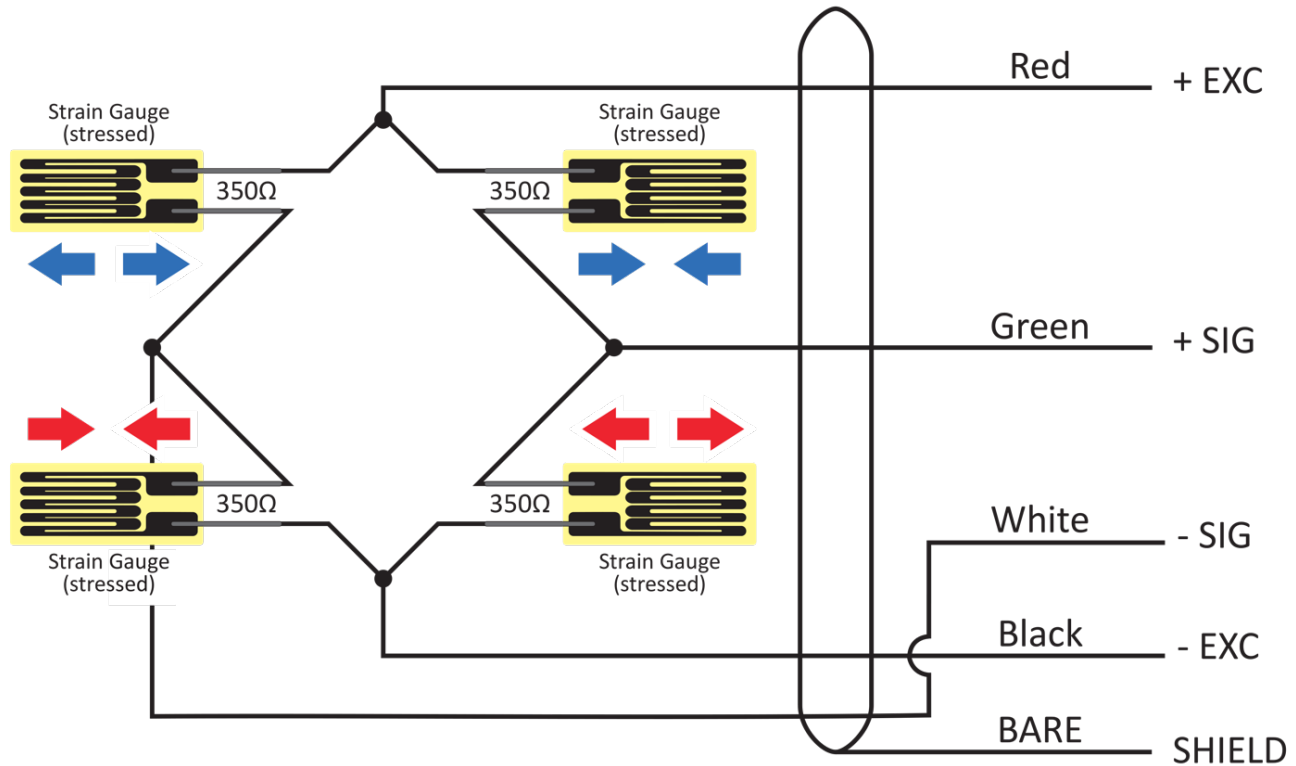 Red
+ EXC
Strain Gauge
(stressed)
Strain Gauge
(stressed)
350Ω
350Ω
Green
+ SIG
350Ω
350Ω
White
- SIG
Strain Gauge
(stressed)
Strain Gauge
(stressed)
Black
- EXC
BARE
SHIELD